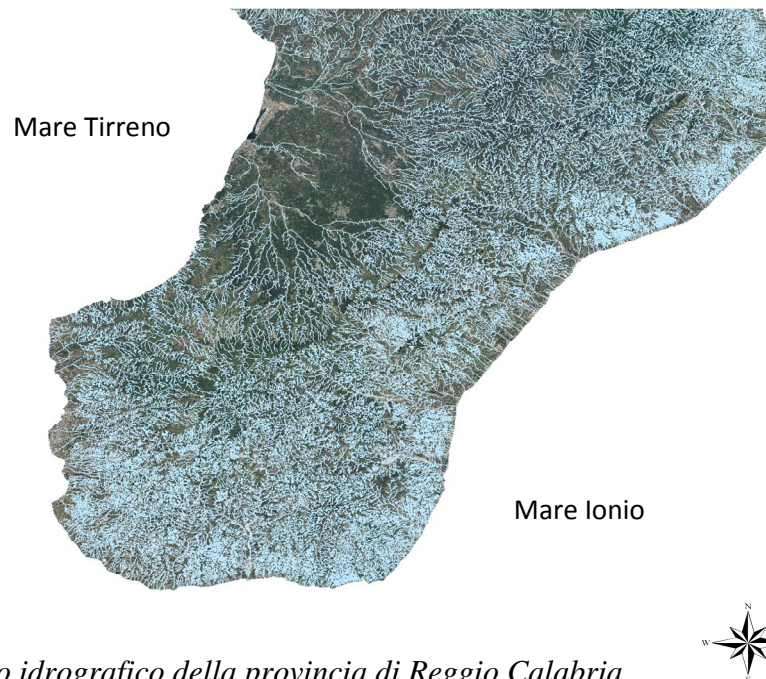 Mare Tirreno
Mare Ionio
N
W
S
o idrografico della provincia di Reggio Calabria